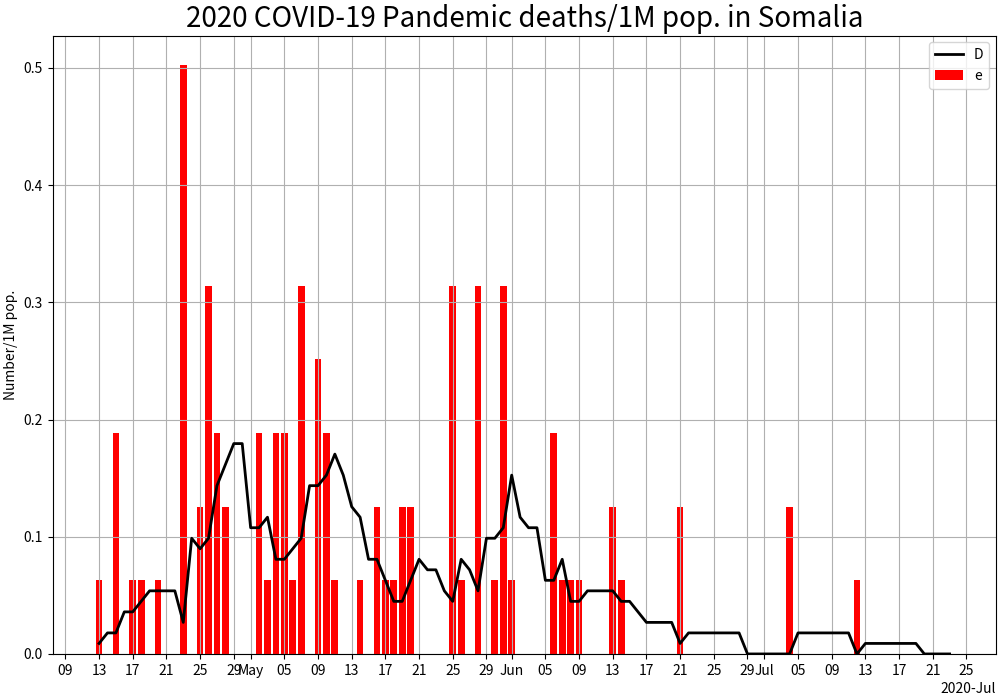 2020 COVID-19 Pandemic deaths/1M pop. in Somalia
D
e
Number/1M pop.
0.5
0.4
0.3
0.2
0.1
0.0
09 13 17 21 25 29 May 05 09 13 17 21 25 29 Jun 05 09 13 17 21 25 29 Jul 05 09 13 17 21 25
2020-Jul